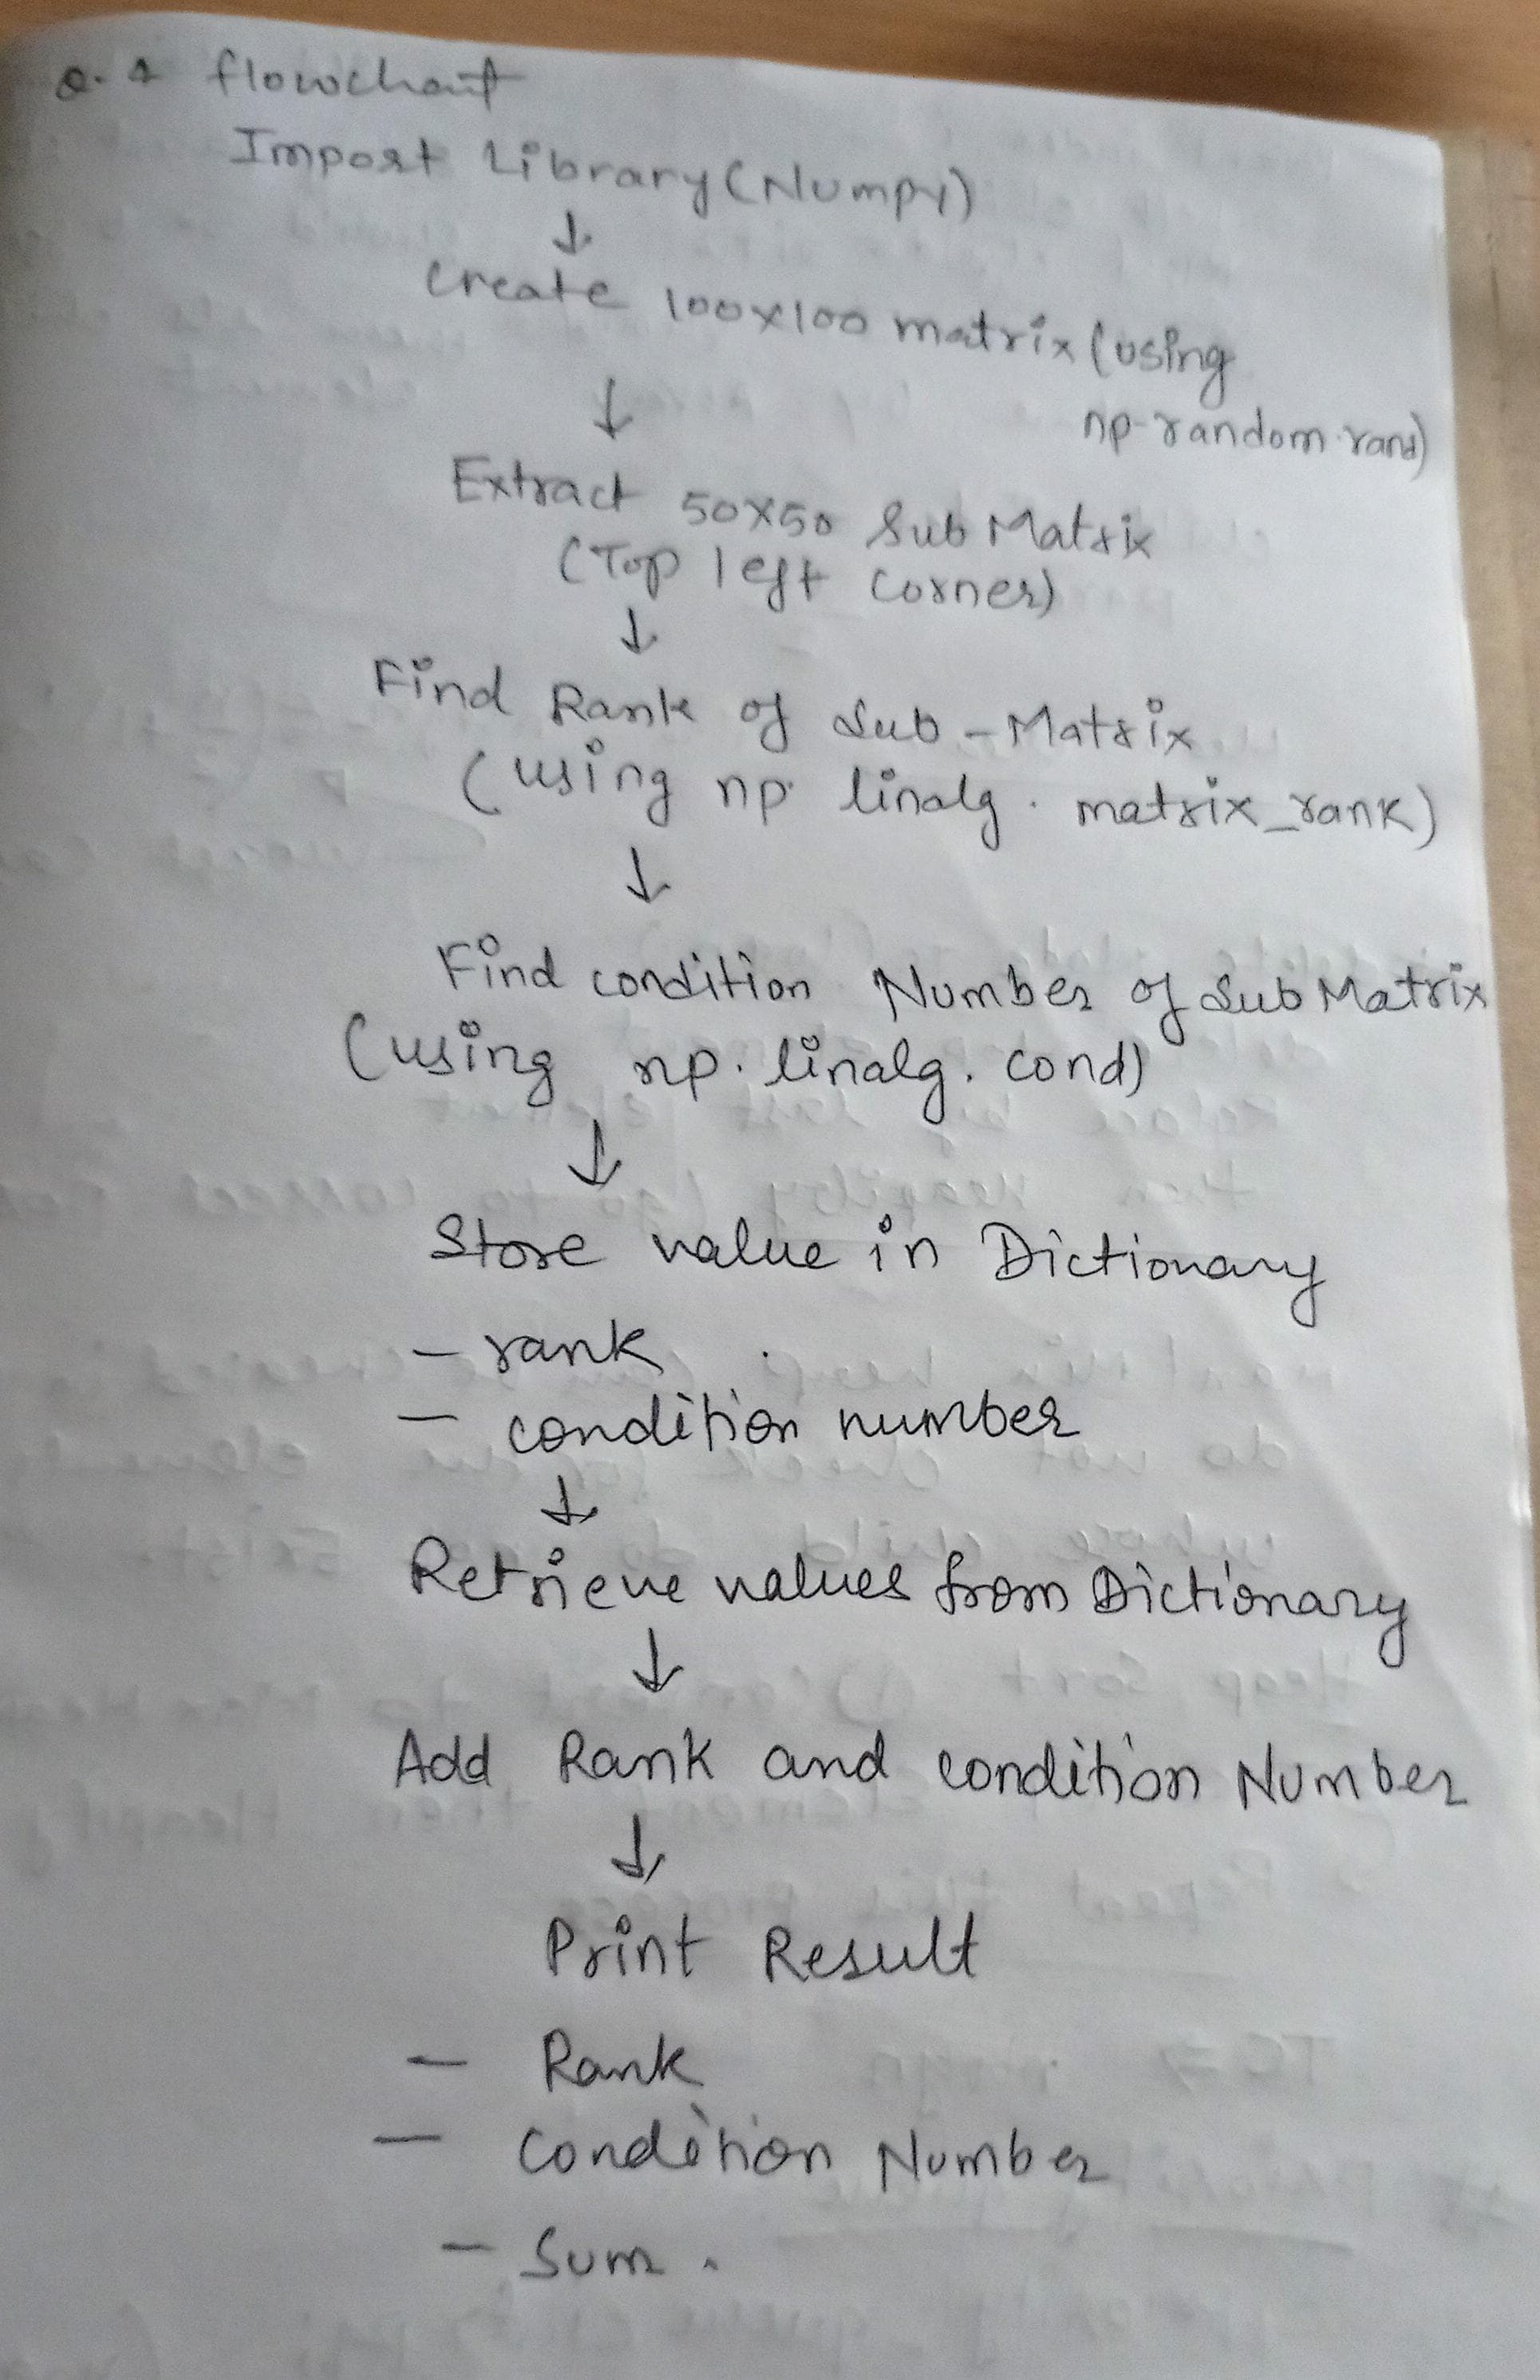 flowchart
Import Library (Numpy)
↓
Create 100x100 matrix (using
np.random.rand)
↓
Extract 50x50 Sub Matrix
(Top left Corner)
↓
Find Rank of Sub-Matrix
(using np. linalg. matrix_rank)
↓
Find condition Number of Sub Matrix
(using np. linalg. cond)
↓
Store value in Dictionary
- rank
- condition number
↓
Retrieve values from Dictionary
↓
Add Rank and condition Number
↓
Print Result
- Rank
- Condition Number
- Sum.